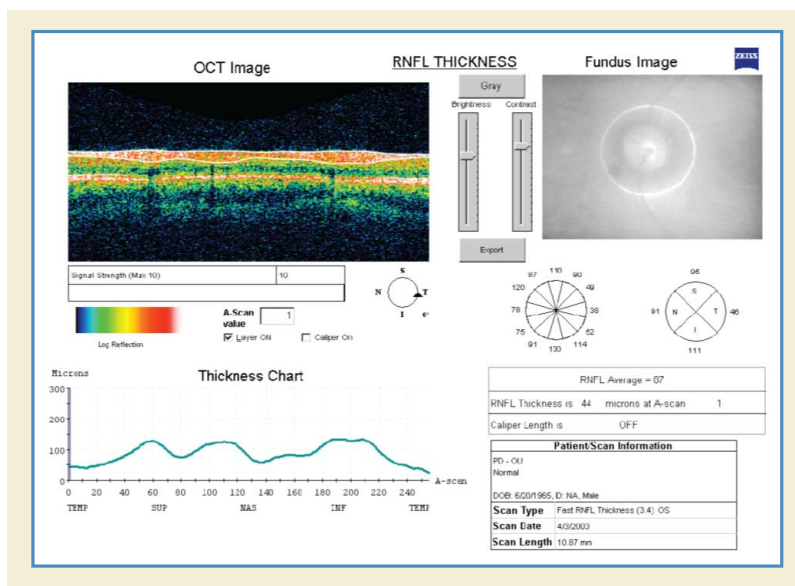 RNFL THICKNESS
ZEISS
OCT Image
Fundus Image
Gray
Brightness
Contrast
Export
Signal Strength (Max 10)
10
S
N
T
I
0°
A-Scan
value
1
Layer ON
Caliper On
Log Reflection
87
110
90
120
49
78
38
75
52
91
130
114
96
S
91
N
T
46
I
111
Microns
Thickness Chart
300
200
100
0
0 20 40 60 80 100 120 140 160 180 200 220 240
A-scan
TEMP SUP NAS INF TEMP
RNFL Average = 87
RNFL Thickness is 44 microns at A-scan 1
Caliper Length is OFF
Patient/Scan Information
PD - OU
Normal
DOB: 6/20/1965, ID: NA, Male
Scan Type Fast RNFL Thickness (3.4) OS
Scan Date 4/3/2003
Scan Length 10.87 mm